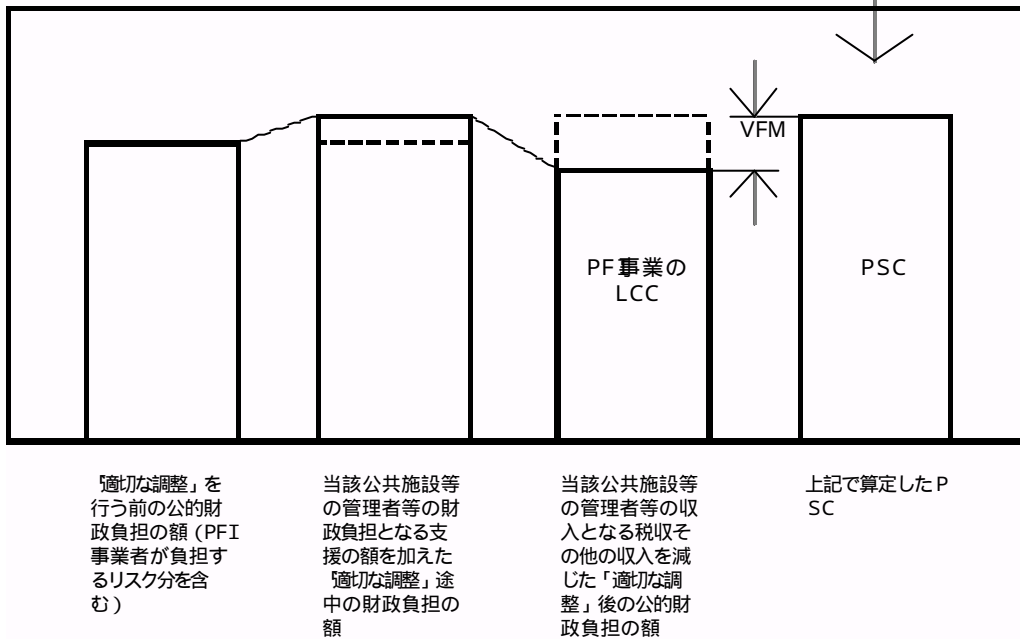 VFM
PF事業の
LCC
PSC
「適切な調整」を
行う前の公的財
政負担の額（PFI
事業者が負担す
るリスク分を含
む）
当該公共施設等
の管理者等の財
政負担となる支
援の額を加えた
「適切な調整」途
中の財政負担の
額
当該公共施設等
の管理者等の収
入となる税収そ
の他の収入を減
じた「適切な調
整」後の公的財
政負担の額
上記で算定したP
SC